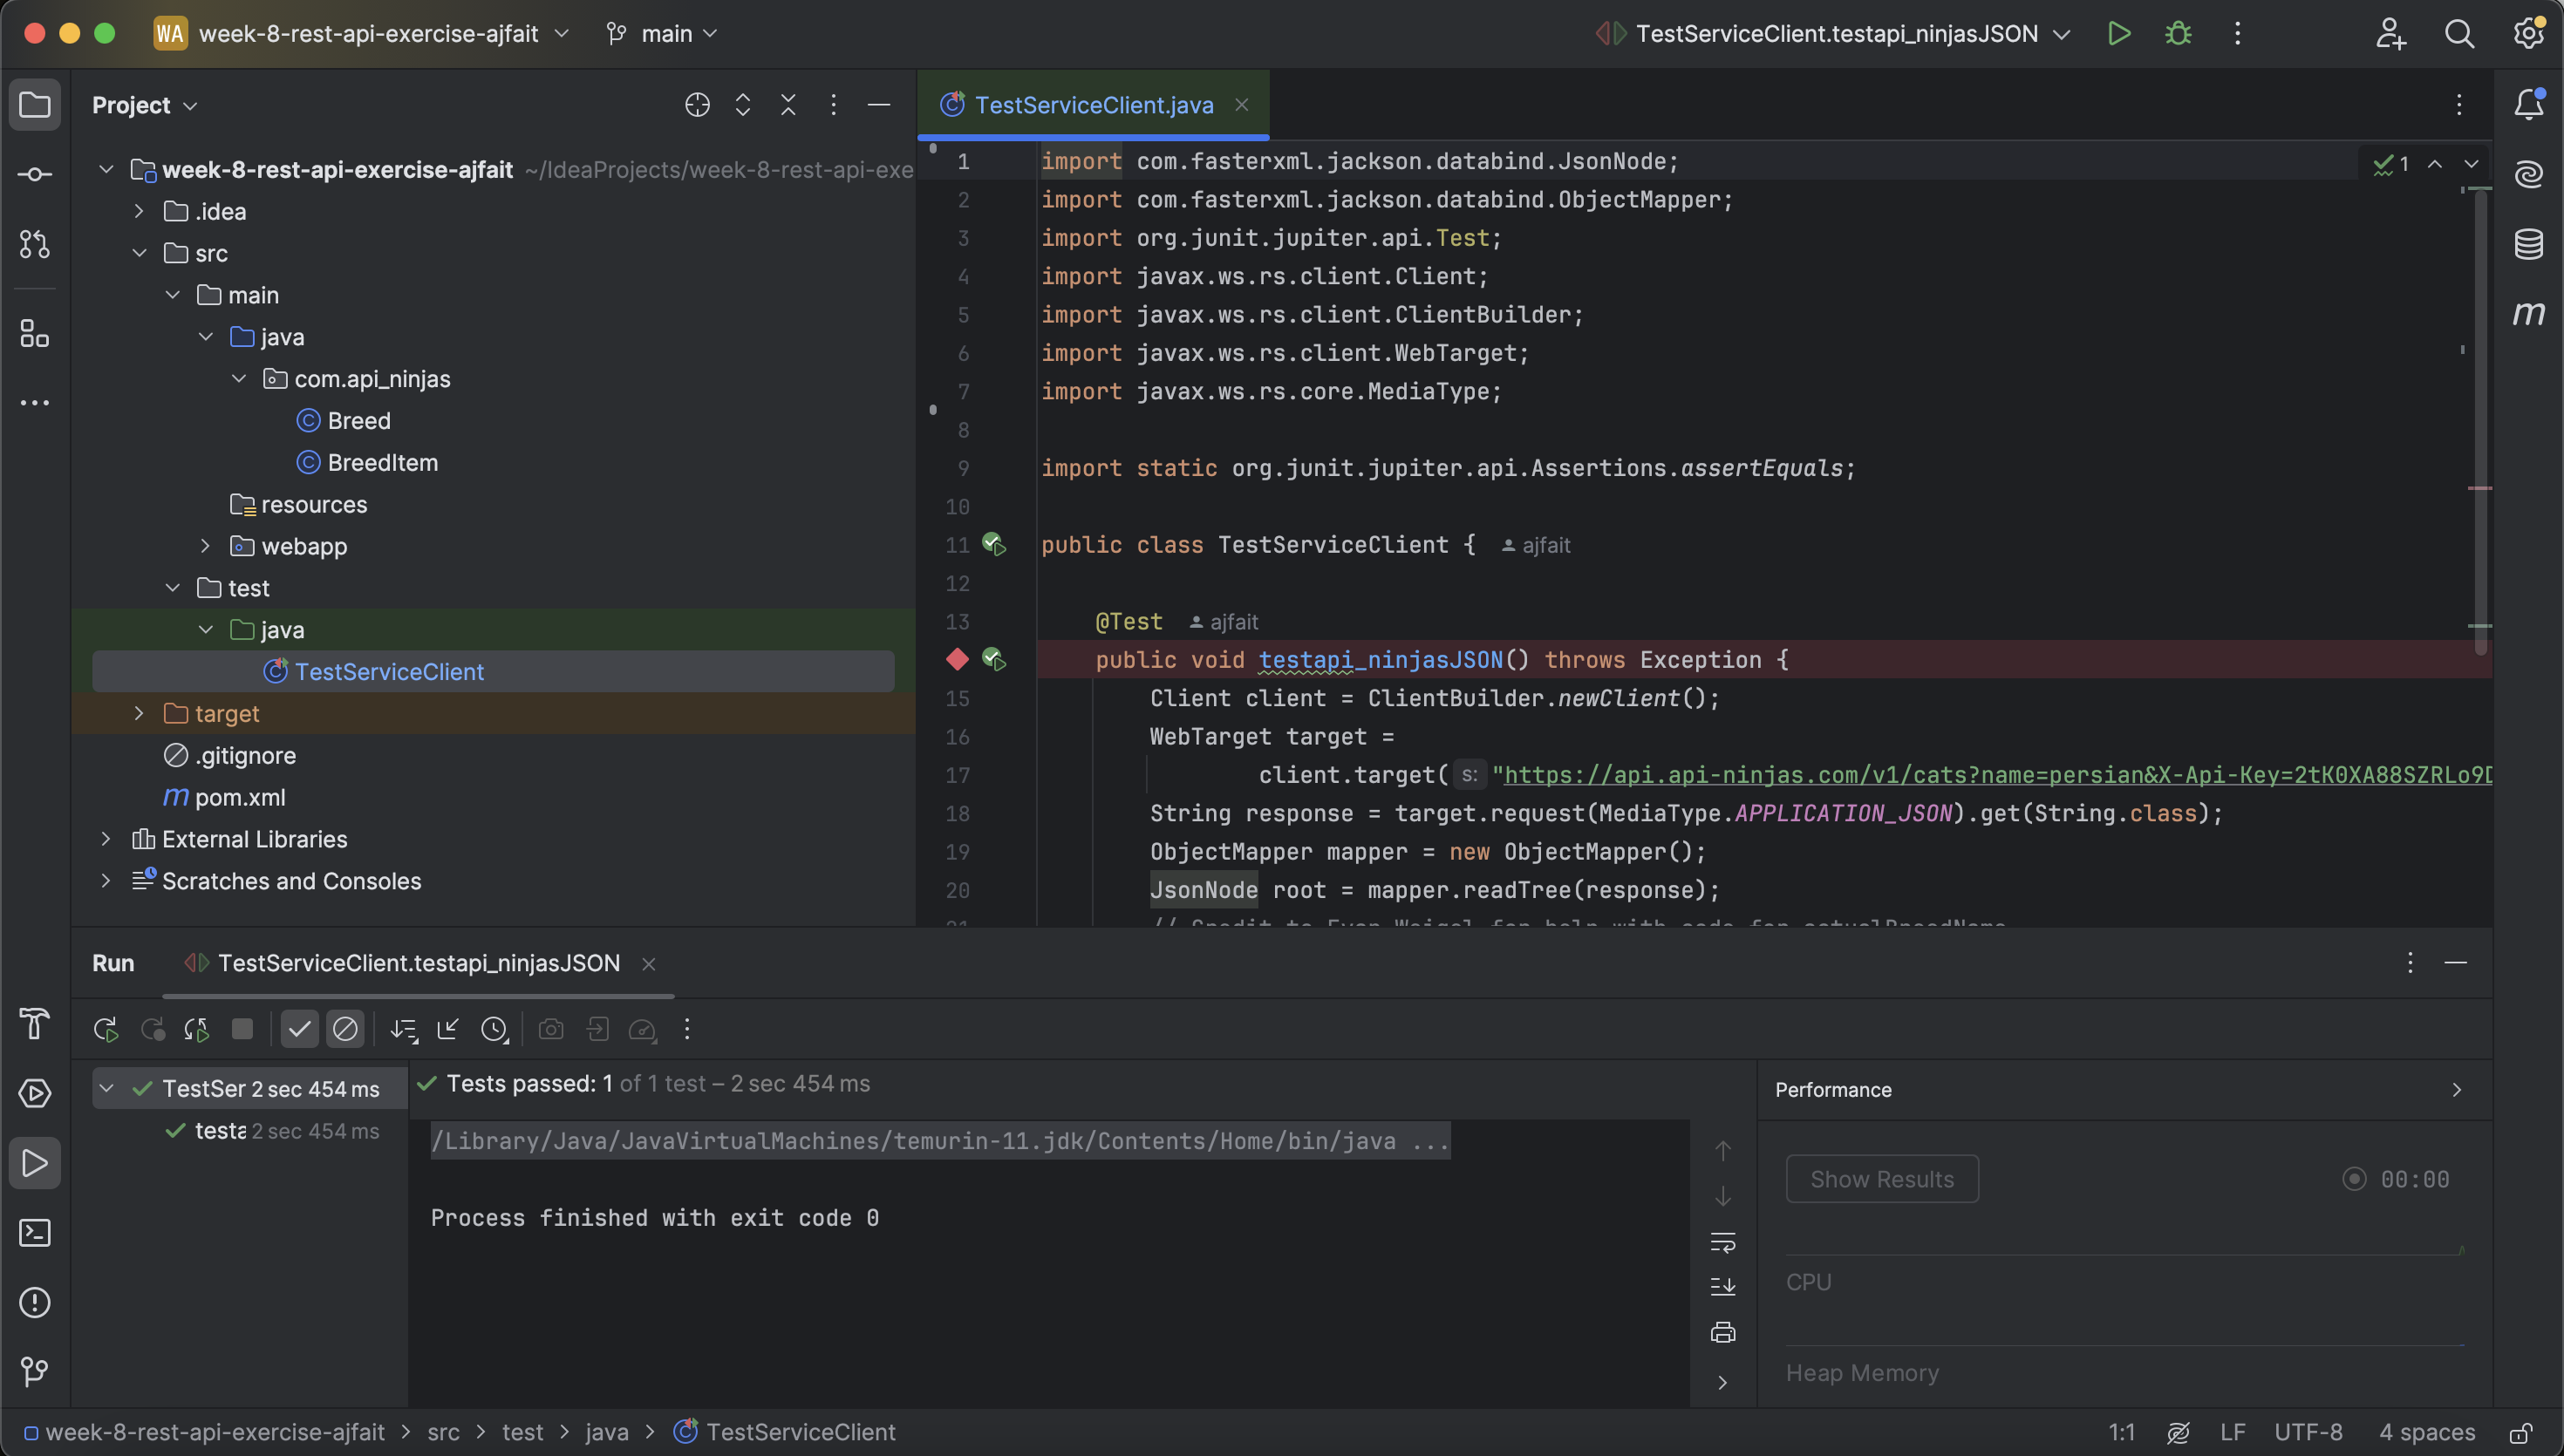 WA week-8-rest-api-exercise-ajfait main TestServiceClient.testapi_ninjasJSON
Project
week-8-rest-api-exercise-ajfait ~/IdeaProjects/week-8-rest-api-exe
.idea
src
main
java
com.api_ninjas
Breed
BreedItem
resources
webapp
test
java
TestServiceClient
target
.gitignore
m pom.xml
External Libraries
Scratches and Consoles
TestServiceClient.java
1
1 import com.fasterxml.jackson.databind.JsonNode;
2 import com.fasterxml.jackson.databind.ObjectMapper;
3 import org.junit.jupiter.api.Test;
4 import javax.ws.rs.client.Client;
5 import javax.ws.rs.client.ClientBuilder;
6 import javax.ws.rs.client.WebTarget;
7 import javax.ws.rs.core.MediaType;
8
9 import static org.junit.jupiter.api.Assertions.assertEquals;
10
11 public class TestServiceClient { ajfait
12
13 @Test ajfait
public void testapi_ninjasJSON() throws Exception {
15 Client client = ClientBuilder.newClient();
16 WebTarget target =
17 client.target( s: "https://api.api-ninjas.com/v1/cats?name=persian&X-Api-Key=2tK0XA88SZRLo9D
18 String response = target.request(MediaType.APPLICATION_JSON).get(String.class);
19 ObjectMapper mapper = new ObjectMapper();
20 JsonNode root = mapper.readTree(response);
m
Run TestServiceClient.testapi_ninjasJSON
TestSer 2 sec 454 ms
testa 2 sec 454 ms
Tests passed: 1 of 1 test – 2 sec 454 ms
/Library/Java/JavaVirtualMachines/temurin-11.jdk/Contents/Home/bin/java ...
Process finished with exit code 0
Performance
Show Results 00:00
CPU
Heap Memory
week-8-rest-api-exercise-ajfait > src > test > java > TestServiceClient
1:1 LF UTF-8 4 spaces